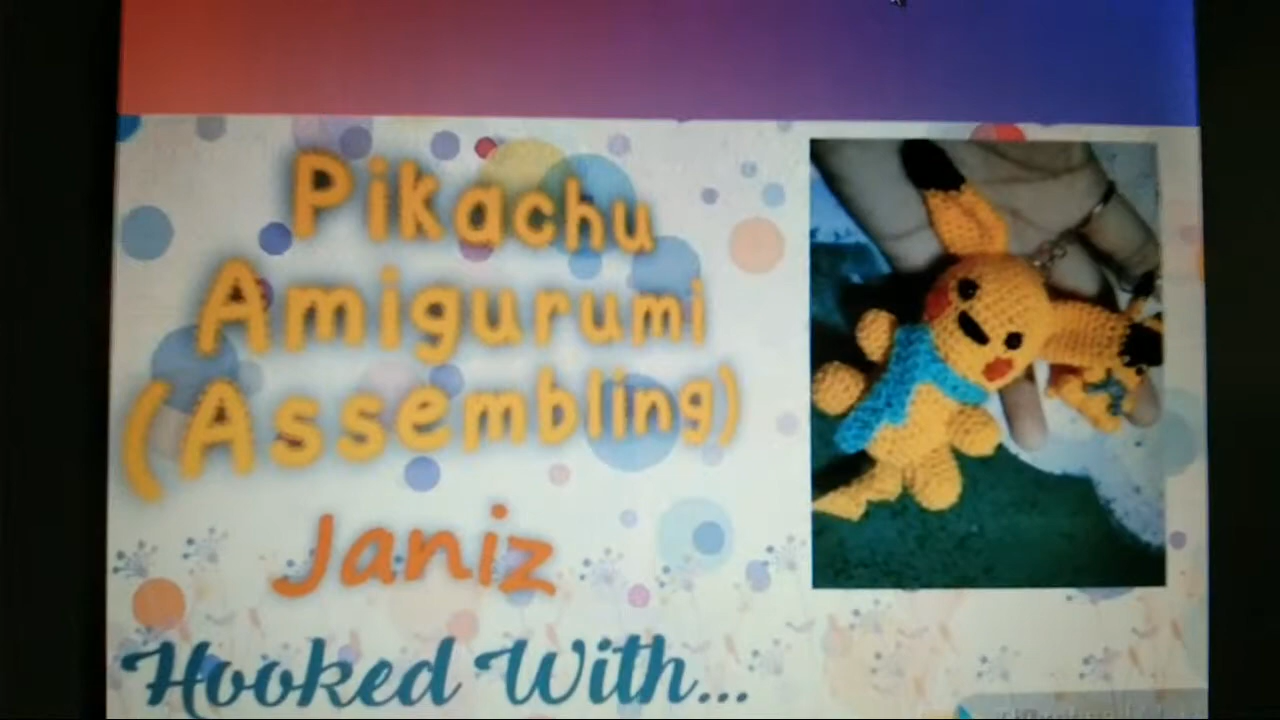 Pikachu
Amigurumi
(Assembling)
Janiz
Hooked With...